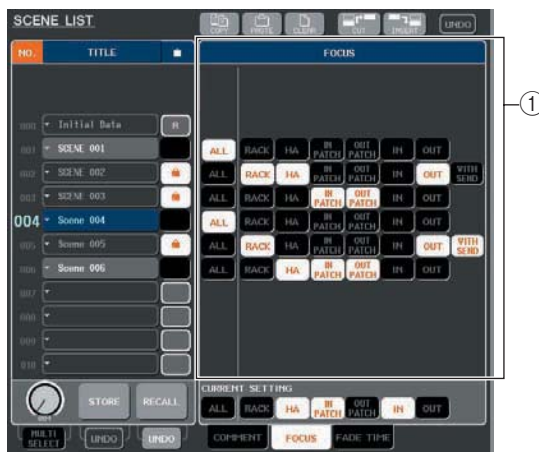 SCENE LIST
COPY PASTE CLEAR CUT INSERT UNDO
NO. TITLE FOCUS
1
000 Initial Data R
001 SCENE 001 ALL RACK HA IN PATCH OUT PATCH IN OUT
002 SCENE 002 ALL RACK HA IN PATCH OUT PATCH IN OUT WITH SEND
003 SCENE 003 ALL RACK HA IN PATCH OUT PATCH IN OUT
004 Scene 004 ALL RACK HA IN PATCH OUT PATCH IN OUT
005 Scene 005 ALL RACK HA IN PATCH OUT PATCH IN OUT WITH SEND
006 Scene 006 ALL RACK HA IN PATCH OUT PATCH IN OUT
007
008
009
010
CURRENT SETTING
STORE RECALL ALL RACK HA IN PATCH OUT PATCH IN OUT
MULTI SELECT UNDO UNDO COMMENT FOCUS FADE TIME